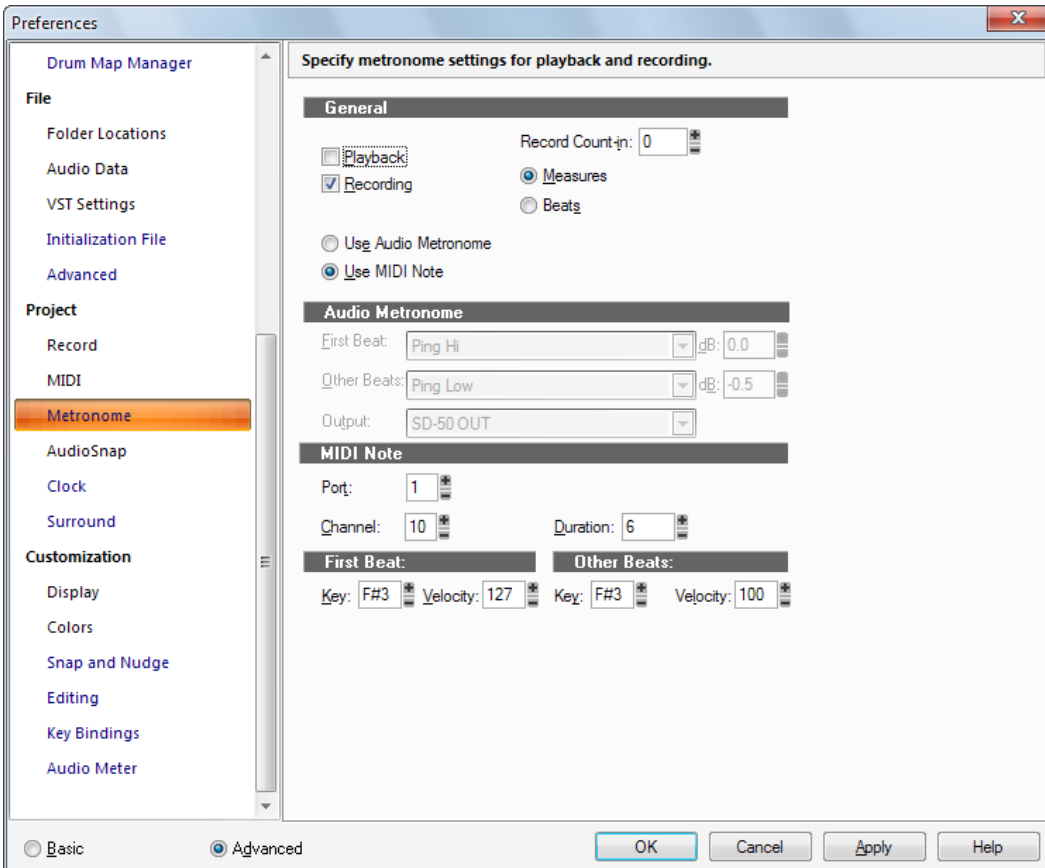 Preferences
Drum Map Manager
File
Folder Locations
Audio Data
VST Settings
Initialization File
Advanced
Project
Record
MIDI
Metronome
AudioSnap
Clock
Surround
Customization
Display
Colors
Snap and Nudge
Editing
Key Bindings
Audio Meter
Basic
Advanced
Specify metronome settings for playback and recording.
General
Playback
Recording
Record Count-in: 0
Measures
Beats
Use Audio Metronome
Use MIDI Note
Audio Metronome
First Beat: Ping Hi dB: 0.0
Other Beats: Ping Low dB: -0.5
Output: SD-50 OUT
MIDI Note
Port: 1
Channel: 10 Duration: 6
First Beat: Other Beats:
Key: F#3 Velocity: 127 Key: F#3 Velocity: 100
OK Cancel Apply Help